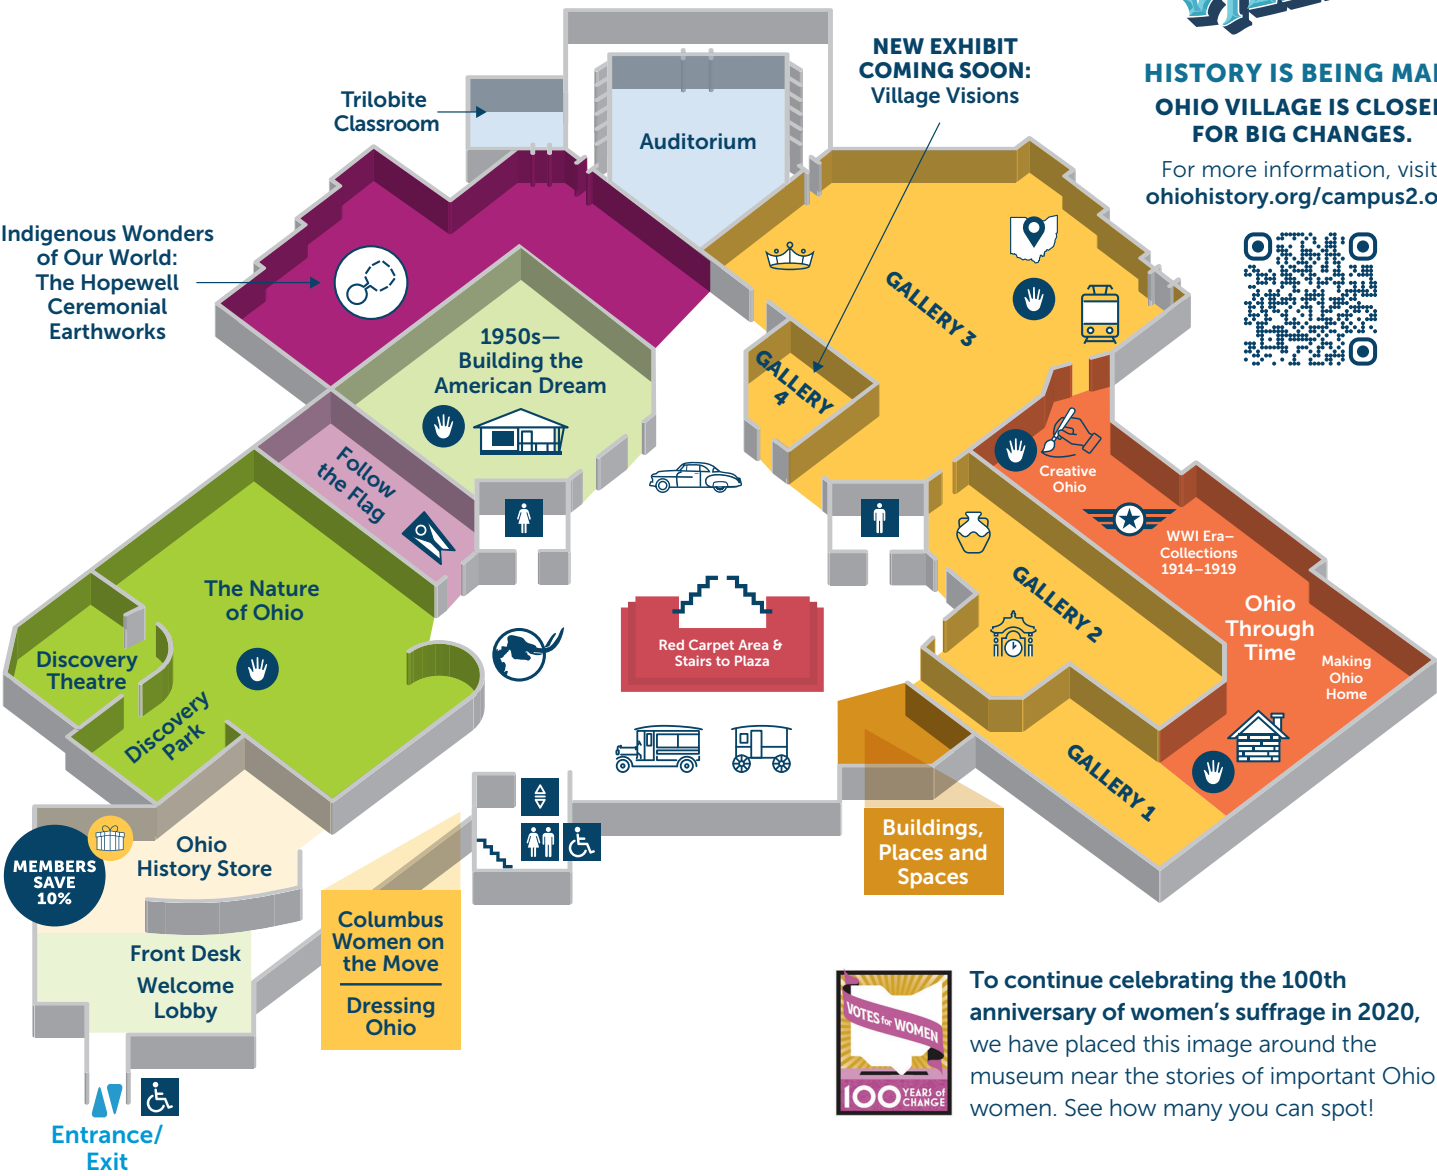 NEW EXHIBIT
COMING SOON:
Village Visions
HISTORY IS BEING
OHIO VILLAGE IS
FOR BIG CHANGES.
For more information, visit
ohiohistory.org/campus2.o
Trilobite
Classroom
Auditorium
Indigenous Wonders
of Our World:
The Hopewell
Ceremonial
Earthworks
1950s—
Building the
American Dream
GALLERY 3
GALLERY
4
Follow
the Flag
Creative
Ohio
WWI Era–
Collections
1914–1919
The Nature
of Ohio
GALLERY 2
Ohio
Through
Time
Discovery
Theatre
Red Carpet Area &
Stairs to Plaza
Making
Ohio
Home
Discovery
Park
GALLERY 1
MEMBERS
SAVE
10%
Ohio
History Store
Buildings,
Places and
Spaces
Columbus
Women on
the Move
Dressing
Ohio
Front Desk
Welcome
Lobby
Entrance/
Exit
VOTES for WOMEN
100 YEARS of
CHANGE
To continue celebrating the 100th
anniversary of women's suffrage in 2020,
we have placed this image around the
museum near the stories of important Ohio
women. See how many you can spot!